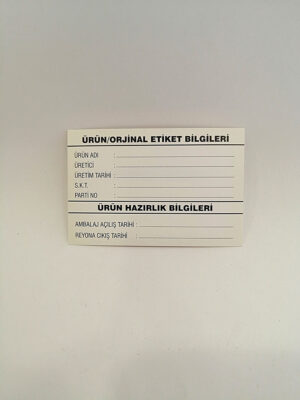 ÜRÜN/ORJİNAL ETİKET BİLGİLERİ
ÜRÜN ADI :
ÜRETİCİ :
ÜRETİM TARİHİ :
S.K.T. :
PARTİ NO :
ÜRÜN HAZIRLIK BİLGİLERİ
AMBALAJ AÇILIŞ TARİHİ :
REYONA ÇIKIŞ TARİHİ :